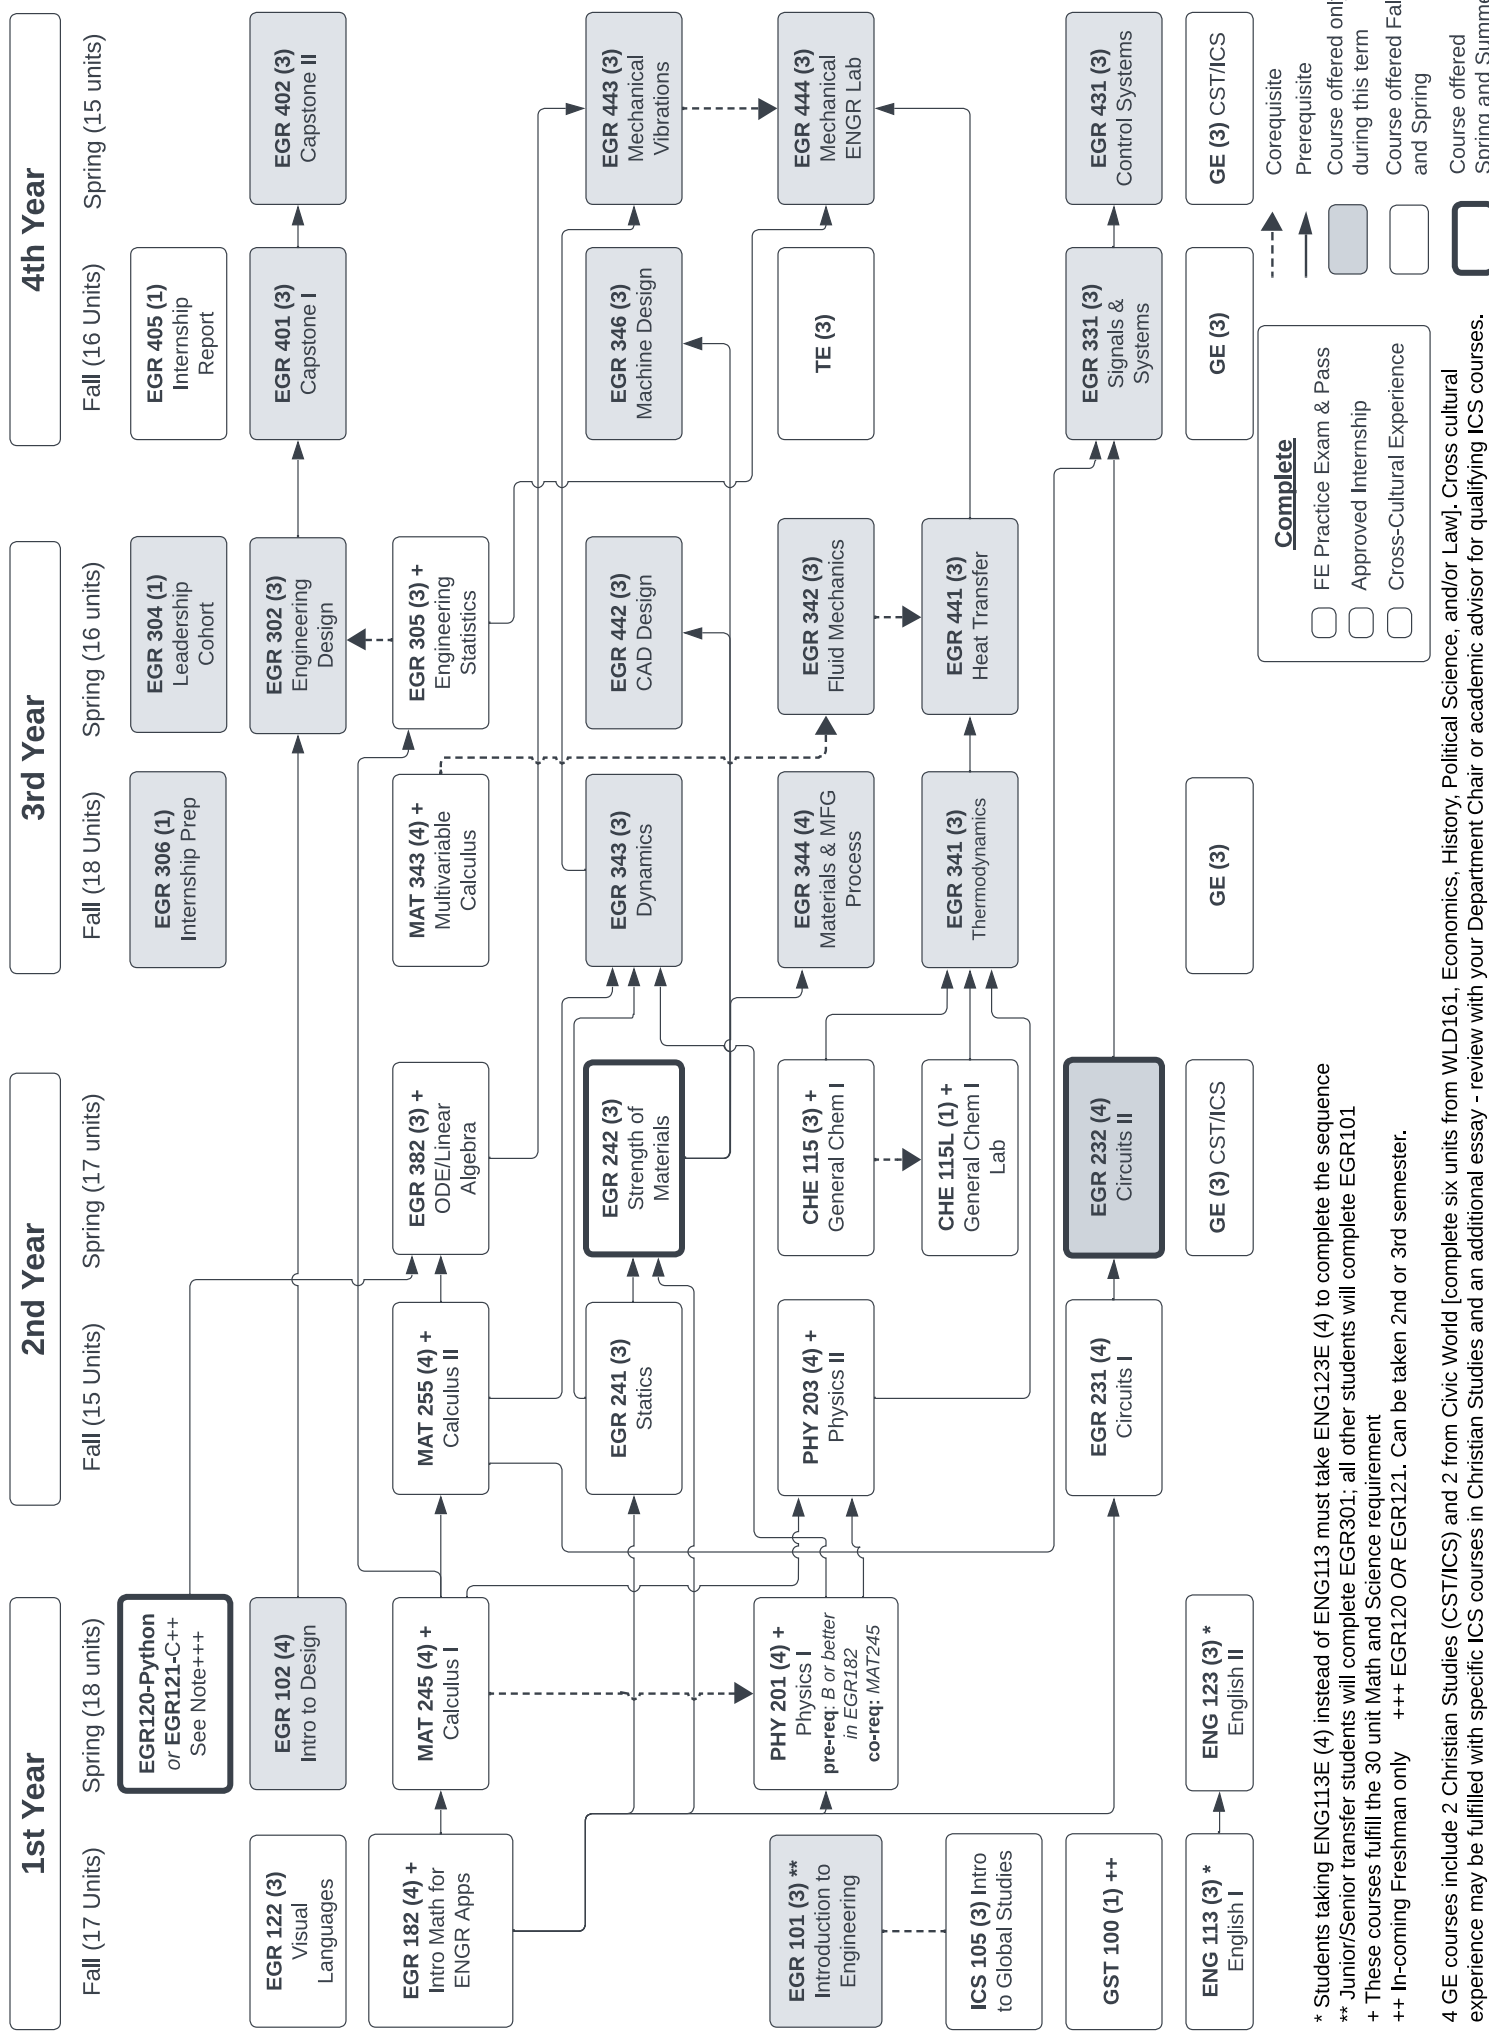 1st Year
2nd Year
3rd Year
4th Year
Fall (17 Units)
Spring (18 units)
Fall (15 Units)
Spring (17 units)
Fall (18 Units)
Spring (16 units)
Fall (16 Units)
Spring (15 units)
EGR120-Python
or EGR121-C++
See Note+++
EGR 306 (1)
Internship Prep
EGR 304 (1)
Leadership
Cohort
EGR 405 (1)
Internship
Report
EGR 122 (3)
Visual
Languages
EGR 102 (4)
Intro to Design
EGR 302 (3)
Engineering
Design
EGR 401 (3)
Capstone I
EGR 402 (3)
Capstone II
EGR 182 (4) +
Intro Math for
ENGR Apps
MAT 245 (4) +
Calculus I
MAT 255 (4) +
Calculus II
EGR 382 (3) +
ODE/Linear
Algebra
MAT 343 (4) +
Multivariable
Calculus
EGR 305 (3) +
Engineering
Statistics
EGR 241 (3)
Statics
EGR 242 (3)
Strength of
Materials
EGR 343 (3)
Dynamics
EGR 442 (3)
CAD Design
EGR 346 (3)
Machine Design
EGR 443 (3)
Mechanical
Vibrations
EGR 101 (3) **
Introduction to
Engineering
PHY 201 (4) +
Physics I
pre-req: B or better
in EGR182
co-req: MAT245
PHY 203 (4) +
Physics II
CHE 115 (3) +
General Chem I
EGR 344 (4)
Materials & MFG
Process
EGR 342 (3)
Fluid Mechanics
TE (3)
EGR 444 (3)
Mechanical
ENGR Lab
ICS 105 (3) Intro
to Global Studies
CHE 115L (1) +
General Chem I
Lab
EGR 341 (3)
Thermodynamics
EGR 441 (3)
Heat Transfer
GST 100 (1) ++
EGR 231 (4)
Circuits I
EGR 232 (4)
Circuits II
EGR 331 (3)
Signals &
Systems
EGR 431 (3)
Control Systems
ENG 113 (3) *
English I
ENG 123 (3) *
English II
GE (3) CST/ICS
GE (3)
GE (3)
GE (3) CST/ICS
Complete
FE Practice Exam & Pass
Approved Internship
Cross-Cultural Experience
Corequisite
Prerequisite
Course offered
during this term
Course offered
and Spring
Course offered
Spring and
* Students taking ENG113E (4) instead of ENG113 must take ENG123E (4) to complete the sequence
** Junior/Senior transfer students will complete EGR301; all other students will complete EGR101
+ These courses fulfill the 30 unit Math and Science requirement
++ In-coming Freshman only +++ EGR120 OR EGR121. Can be taken 2nd or 3rd semester.
4 GE courses include 2 Christian Studies (CST/ICS) and 2 from Civic World [complete six units from WLD161, Economics, History, Political Science, and/or Law]. Cross cultural
experience may be fulfilled with specific ICS courses in Christian Studies and an additional essay - review with your Department Chair or academic advisor for qualifying ICS courses.